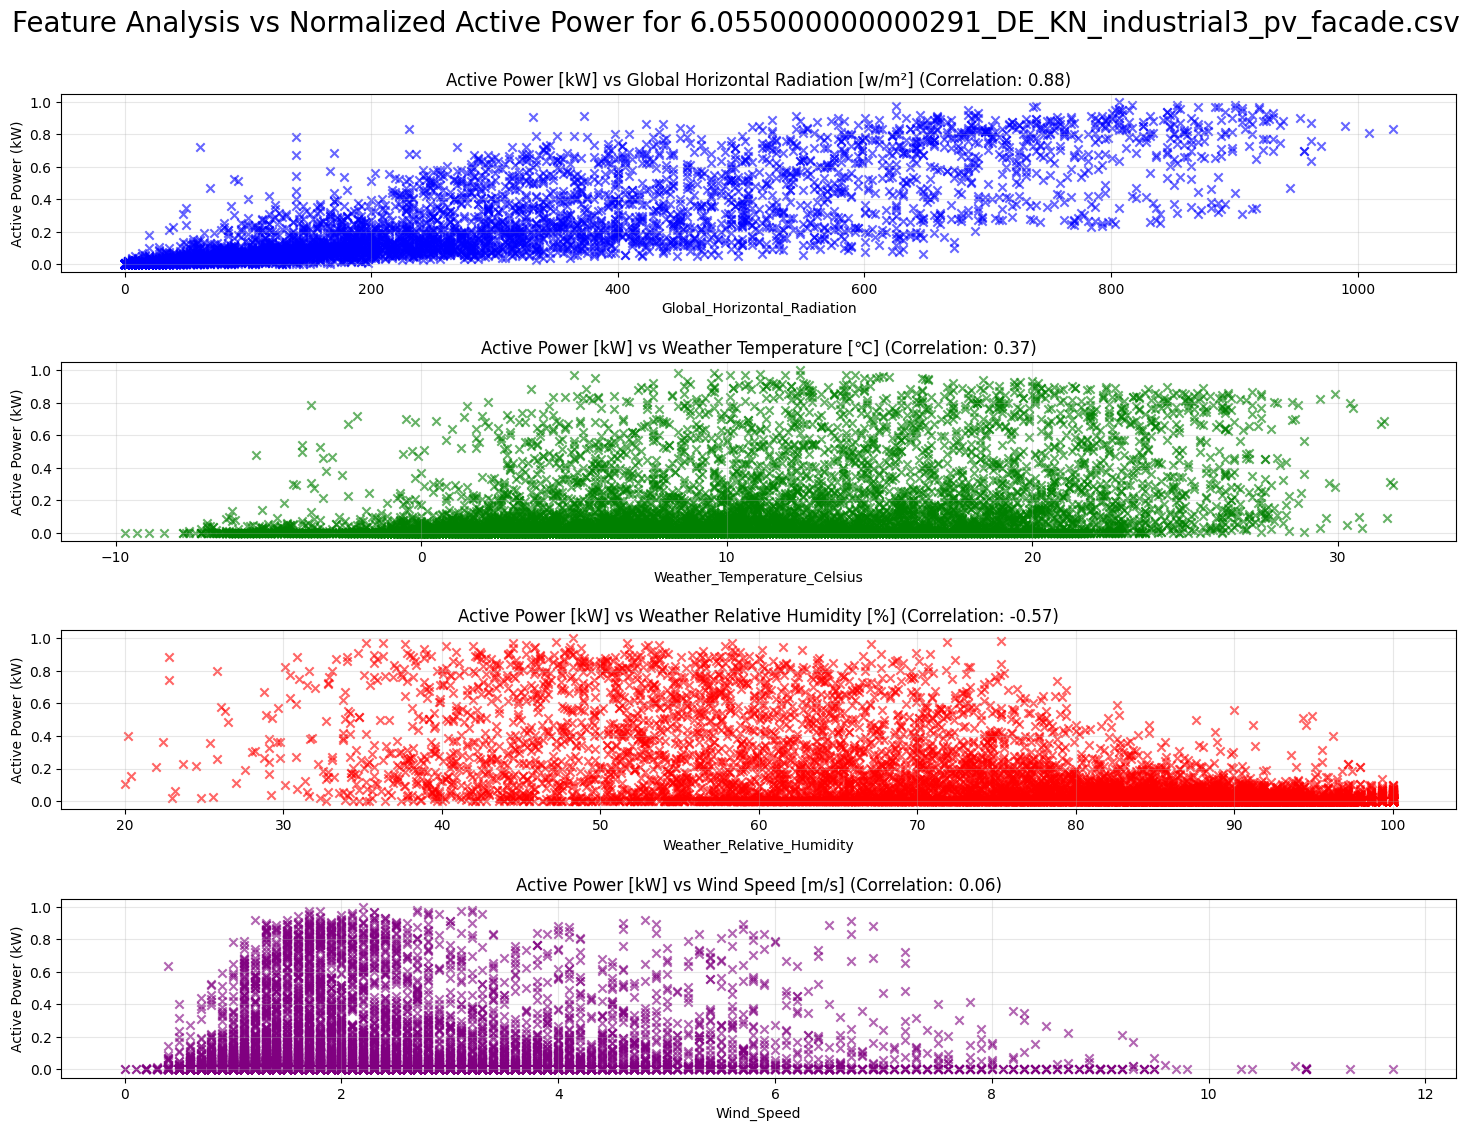 Feature Analysis vs Normalized Active Power for 6.055000000000291_DE_KN_industrial3_pv_facade.csv
Active Power [kW] vs Global Horizontal Radiation [w/m²] (Correlation: 0.88)
Active Power (kW)
1.0
0.8
0.6
0.4
0.2
0.0
0 200 400 600 800 1000
Global_Horizontal_Radiation
Active Power [kW] vs Weather Temperature [℃] (Correlation: 0.37)
Active Power (kW)
1.0
0.8
0.6
0.4
0.2
0.0
−10 0 10 20 30
Weather_Temperature_Celsius
Active Power [kW] vs Weather Relative Humidity [%] (Correlation: -0.57)
Active Power (kW)
1.0
0.8
0.6
0.4
0.2
0.0
20 30 40 50 60 70 80 90 100
Weather_Relative_Humidity
Active Power [kW] vs Wind Speed [m/s] (Correlation: 0.06)
Active Power (kW)
1.0
0.8
0.6
0.4
0.2
0.0
0 2 4 6 8 10 12
Wind_Speed